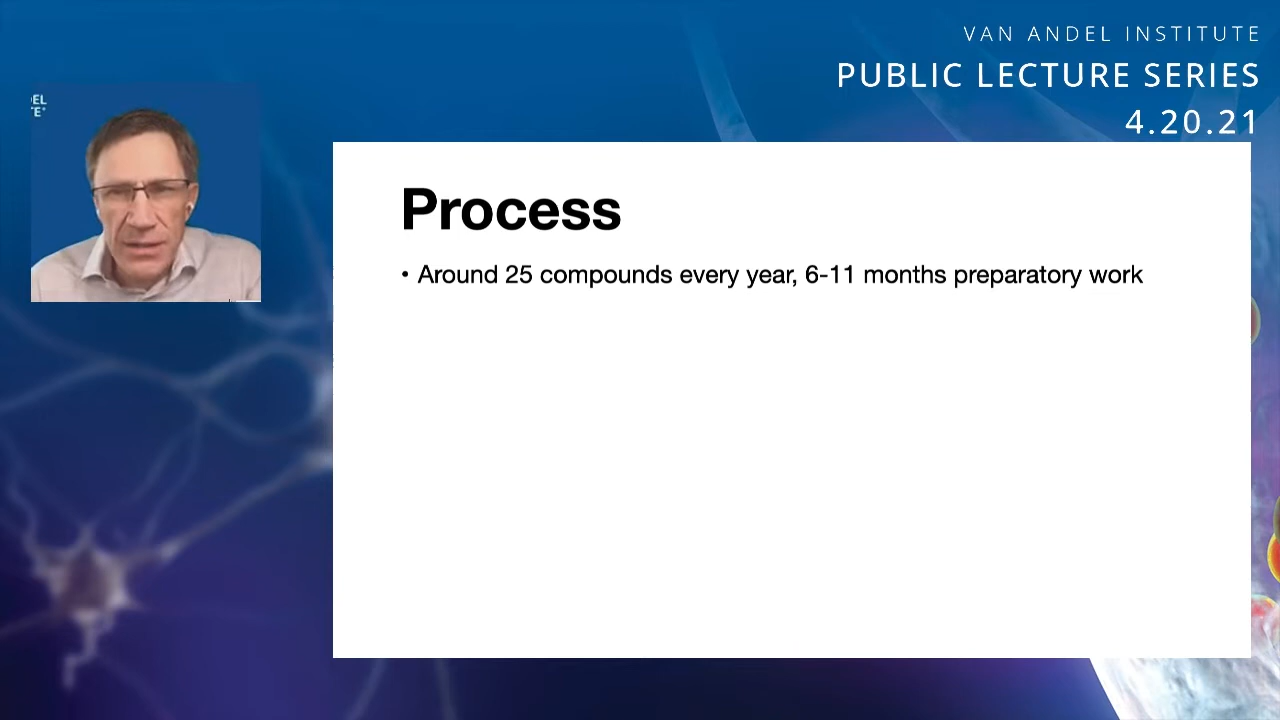 VAN ANDEL INSTITUTE
PUBLIC LECTURE SERIES
4.20.21
Process
• Around 25 compounds every year, 6-11 months preparatory work